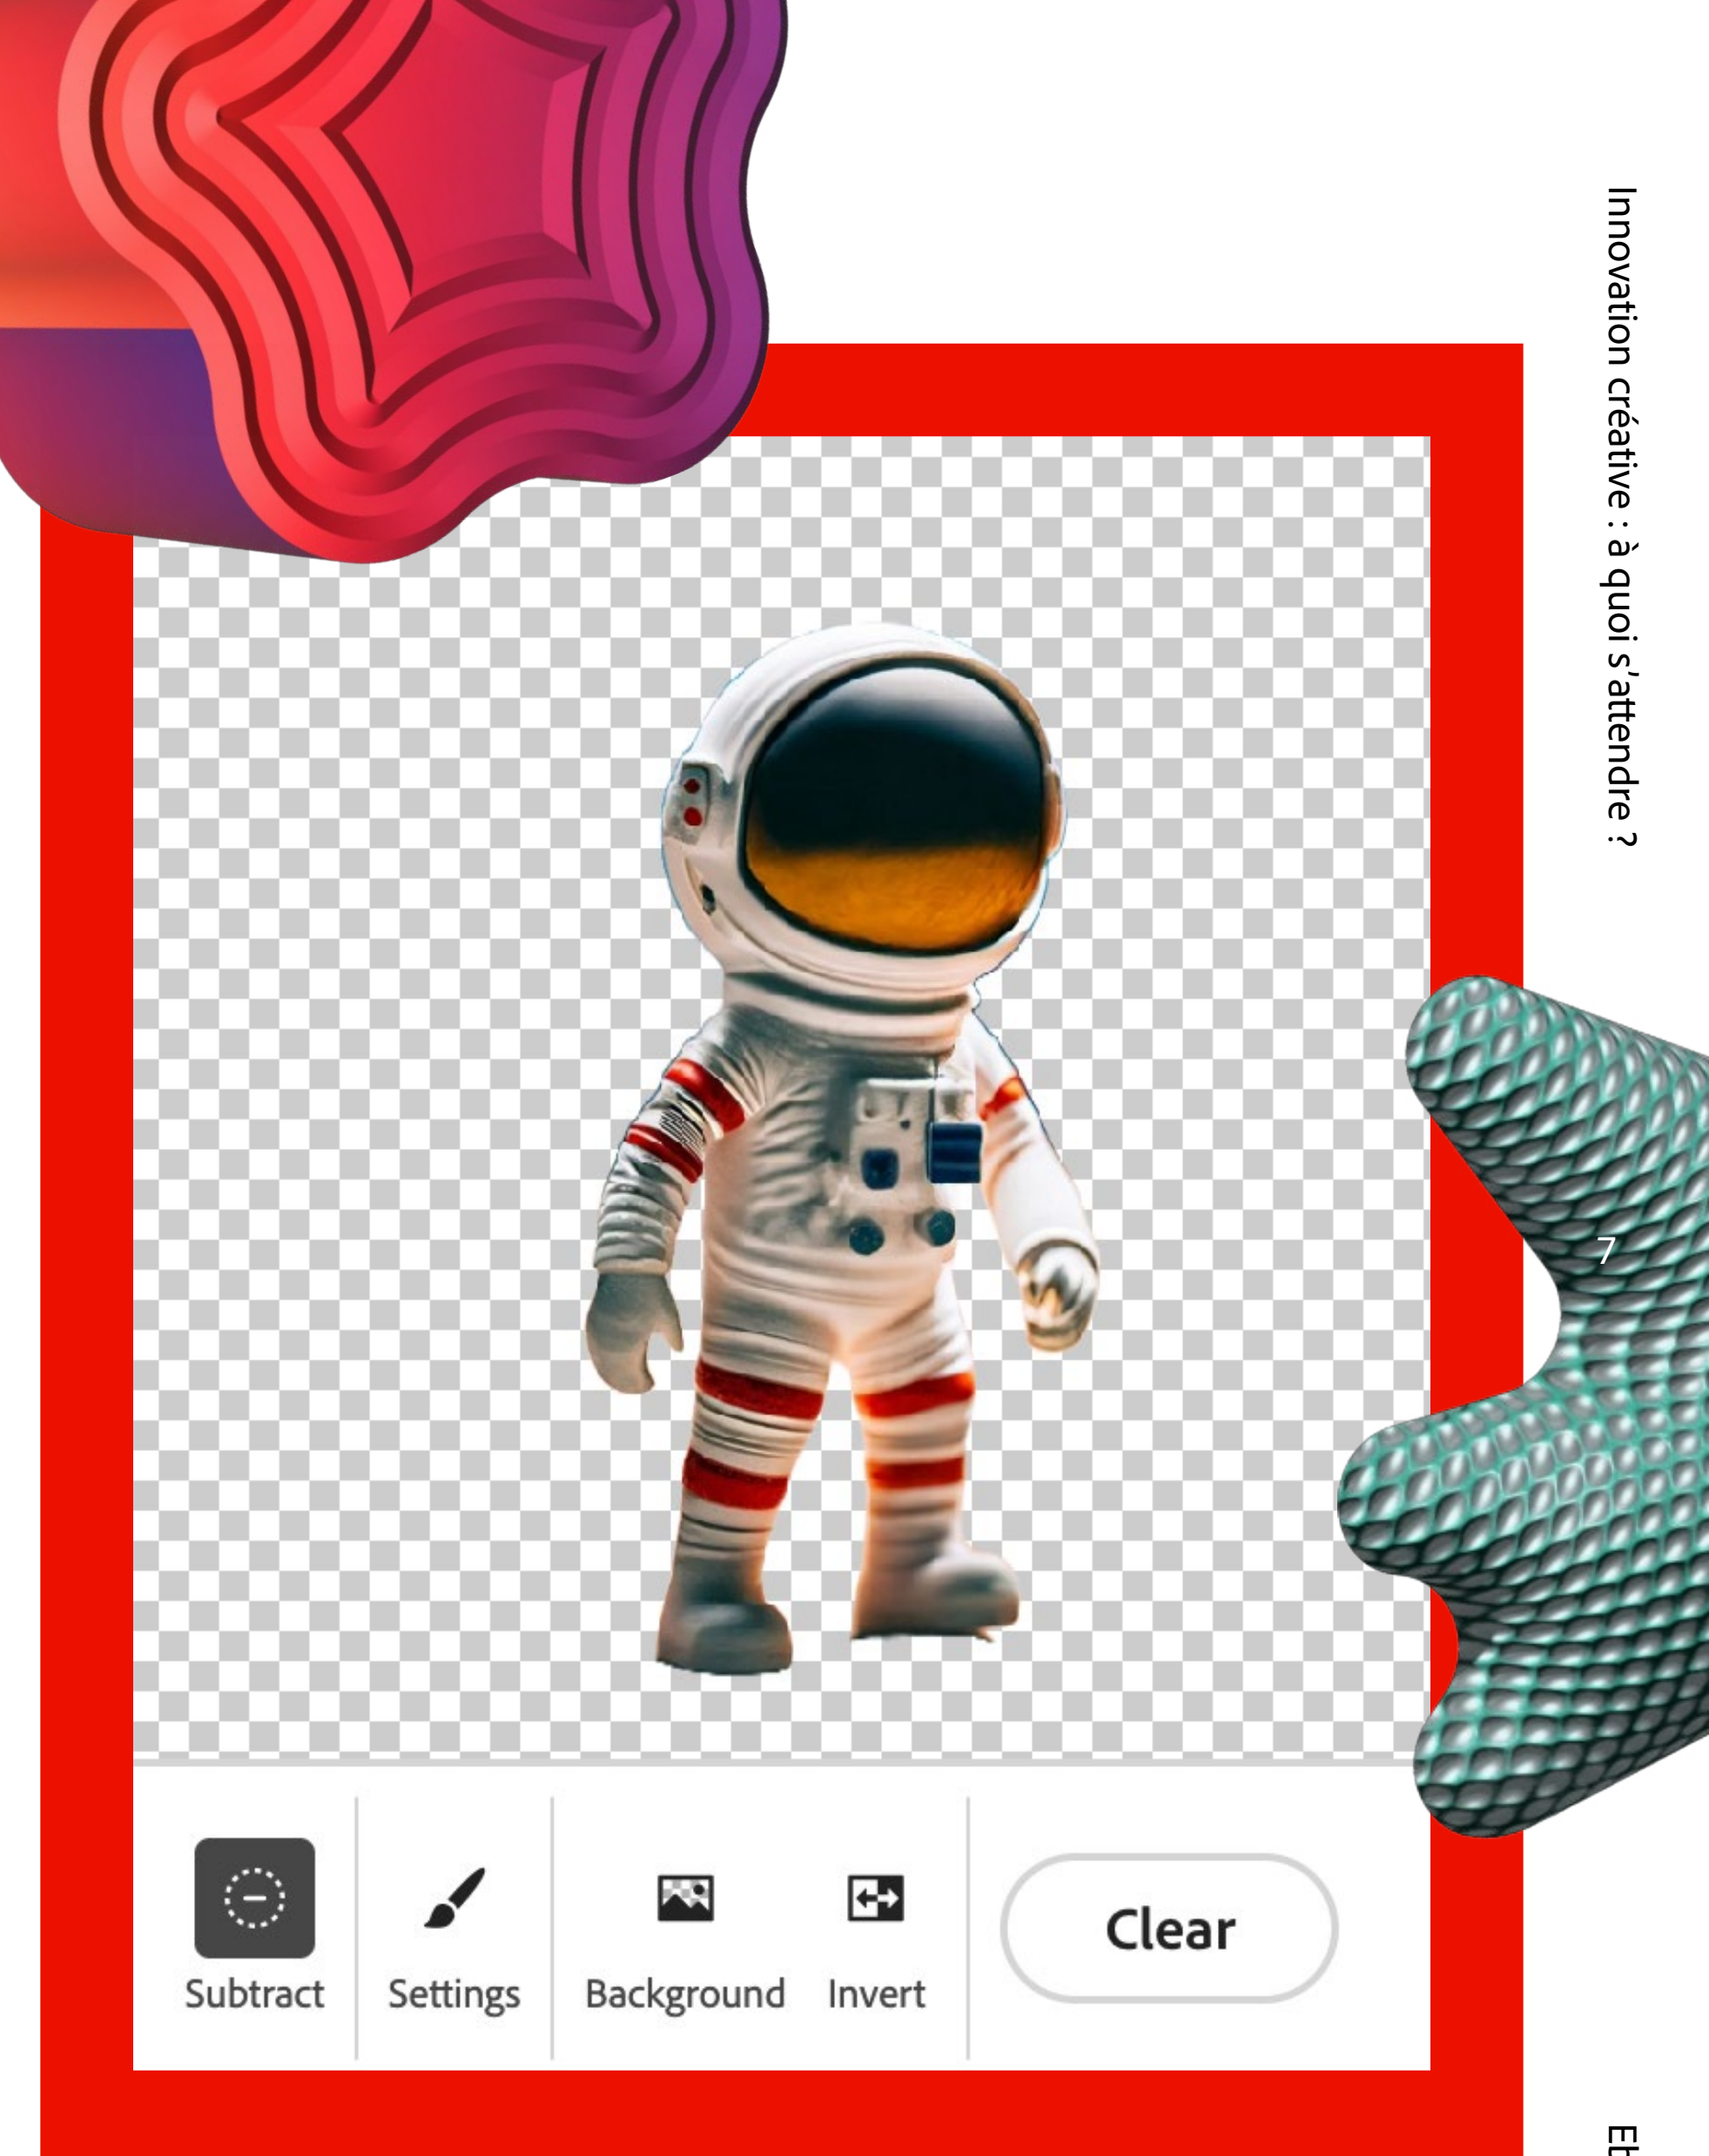 Innovation créative : à quoi s’attendre ?
7
Subtract
Settings
Background
Invert
Clear